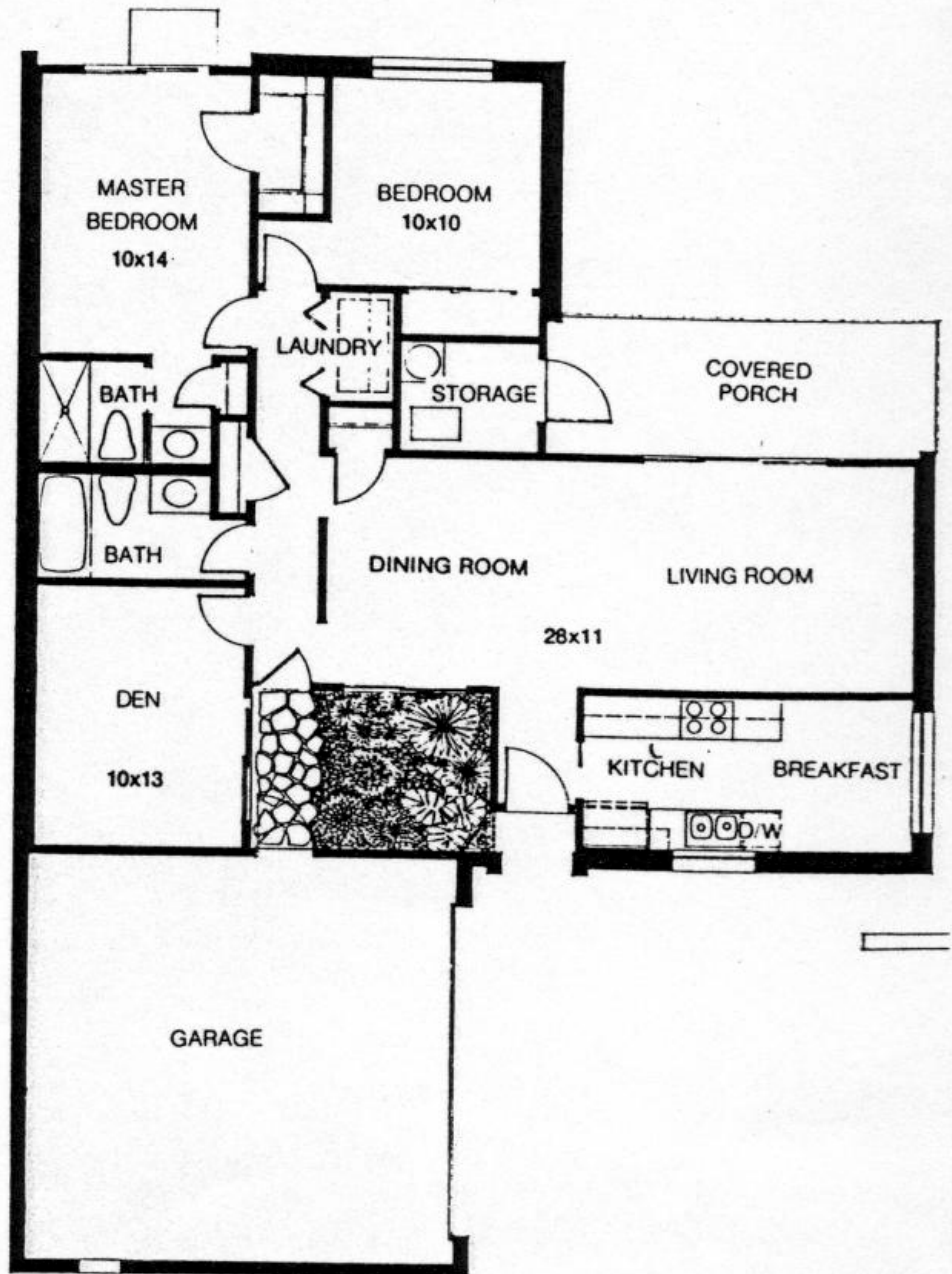 MASTER
BEDROOM
10x14
BEDROOM
10x10
LAUNDRY
BATH
STORAGE
COVERED
PORCH
BATH
DINING ROOM
LIVING ROOM
28x11
DEN
10x13
KITCHEN
BREAKFAST
D/W
GARAGE